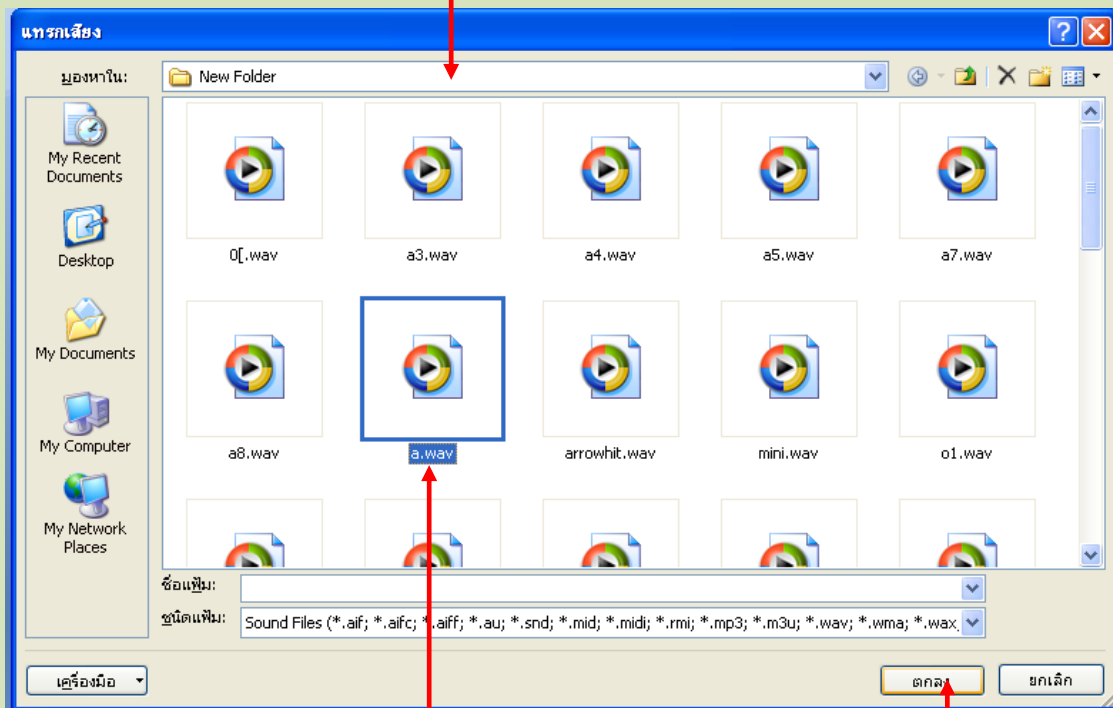 แทรกเสียง
มองหาใน:
New Folder
My Recent
Documents
Desktop
My Documents
My Computer
My Network
Places
0[.wav
a3.wav
a4.wav
a5.wav
a7.wav
a8.wav
a.wav
arrowhit.wav
mini.wav
o1.wav
ชื่อแฟ้ม:
ชนิดแฟ้ม:
Sound Files (*.aif; *.aifc; *.aiff; *.au; *.snd; *.mid; *.midi; *.rmi; *.mp3; *.m3u; *.wav; *.wma; *.wax
เครื่องมือ
ตกลง
ยกเลิก